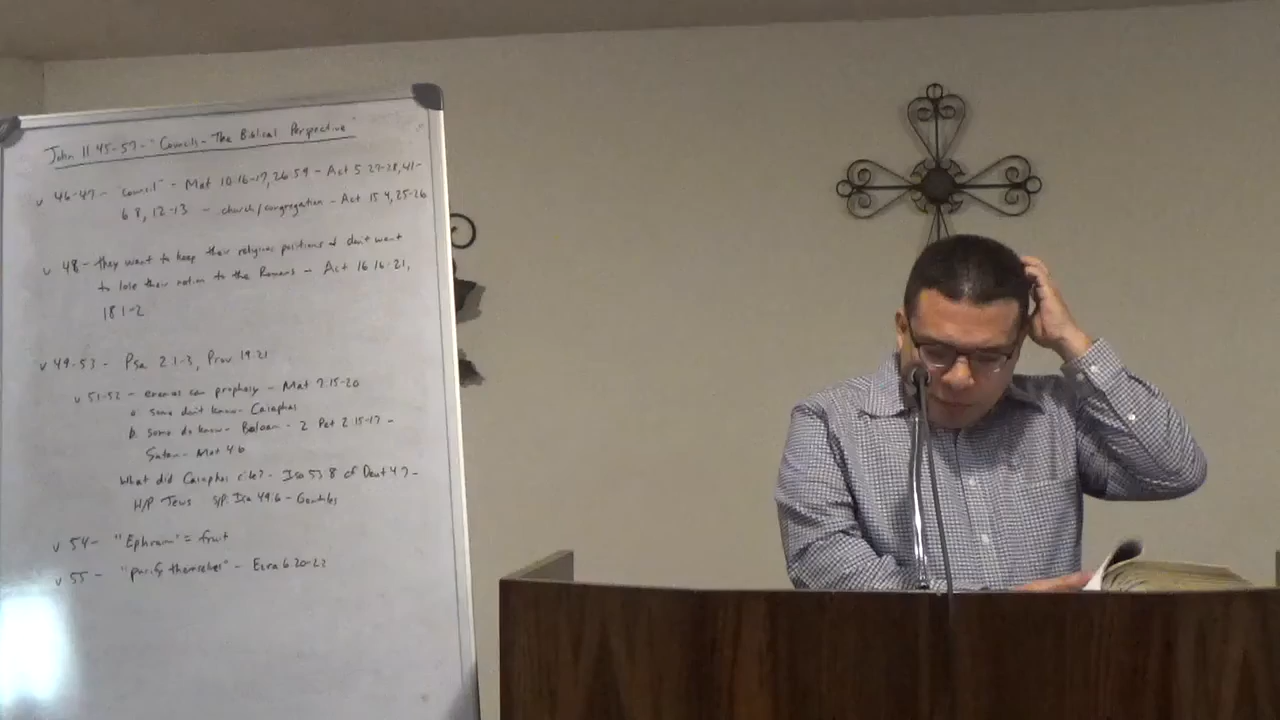 John 11:45-57 - "Councils - The Biblical Perspective"
v 46-47 - "council" - Mat 10:16-17, 26:59 - Act 5:27-28, 41-
6:8, 12-13 - church/congregation - Act 15:4, 25-26
v 48 - they want to keep their religious positions & don't want
to lose their nation to the Romans - Act 16:16-21,
18:1-2
v 49-53 - Psa 2:1-3, Prov 19:21
v 51-52 - enemies can prophesy - Mat 7:15-20
a. some don't know - Caiaphas
b. some do know - Balaam - 2 Pet 2:15-17 -
Satan - Mat 4:6
What did Caiaphas cite? - Isa 53:8 of Deut 4:7 -
H/P Jews S/P Isa 49:6 - Gentiles
v 54 - "Ephraim" = fruit
v 55 - "purify themselves" - Ezra 6:20-22